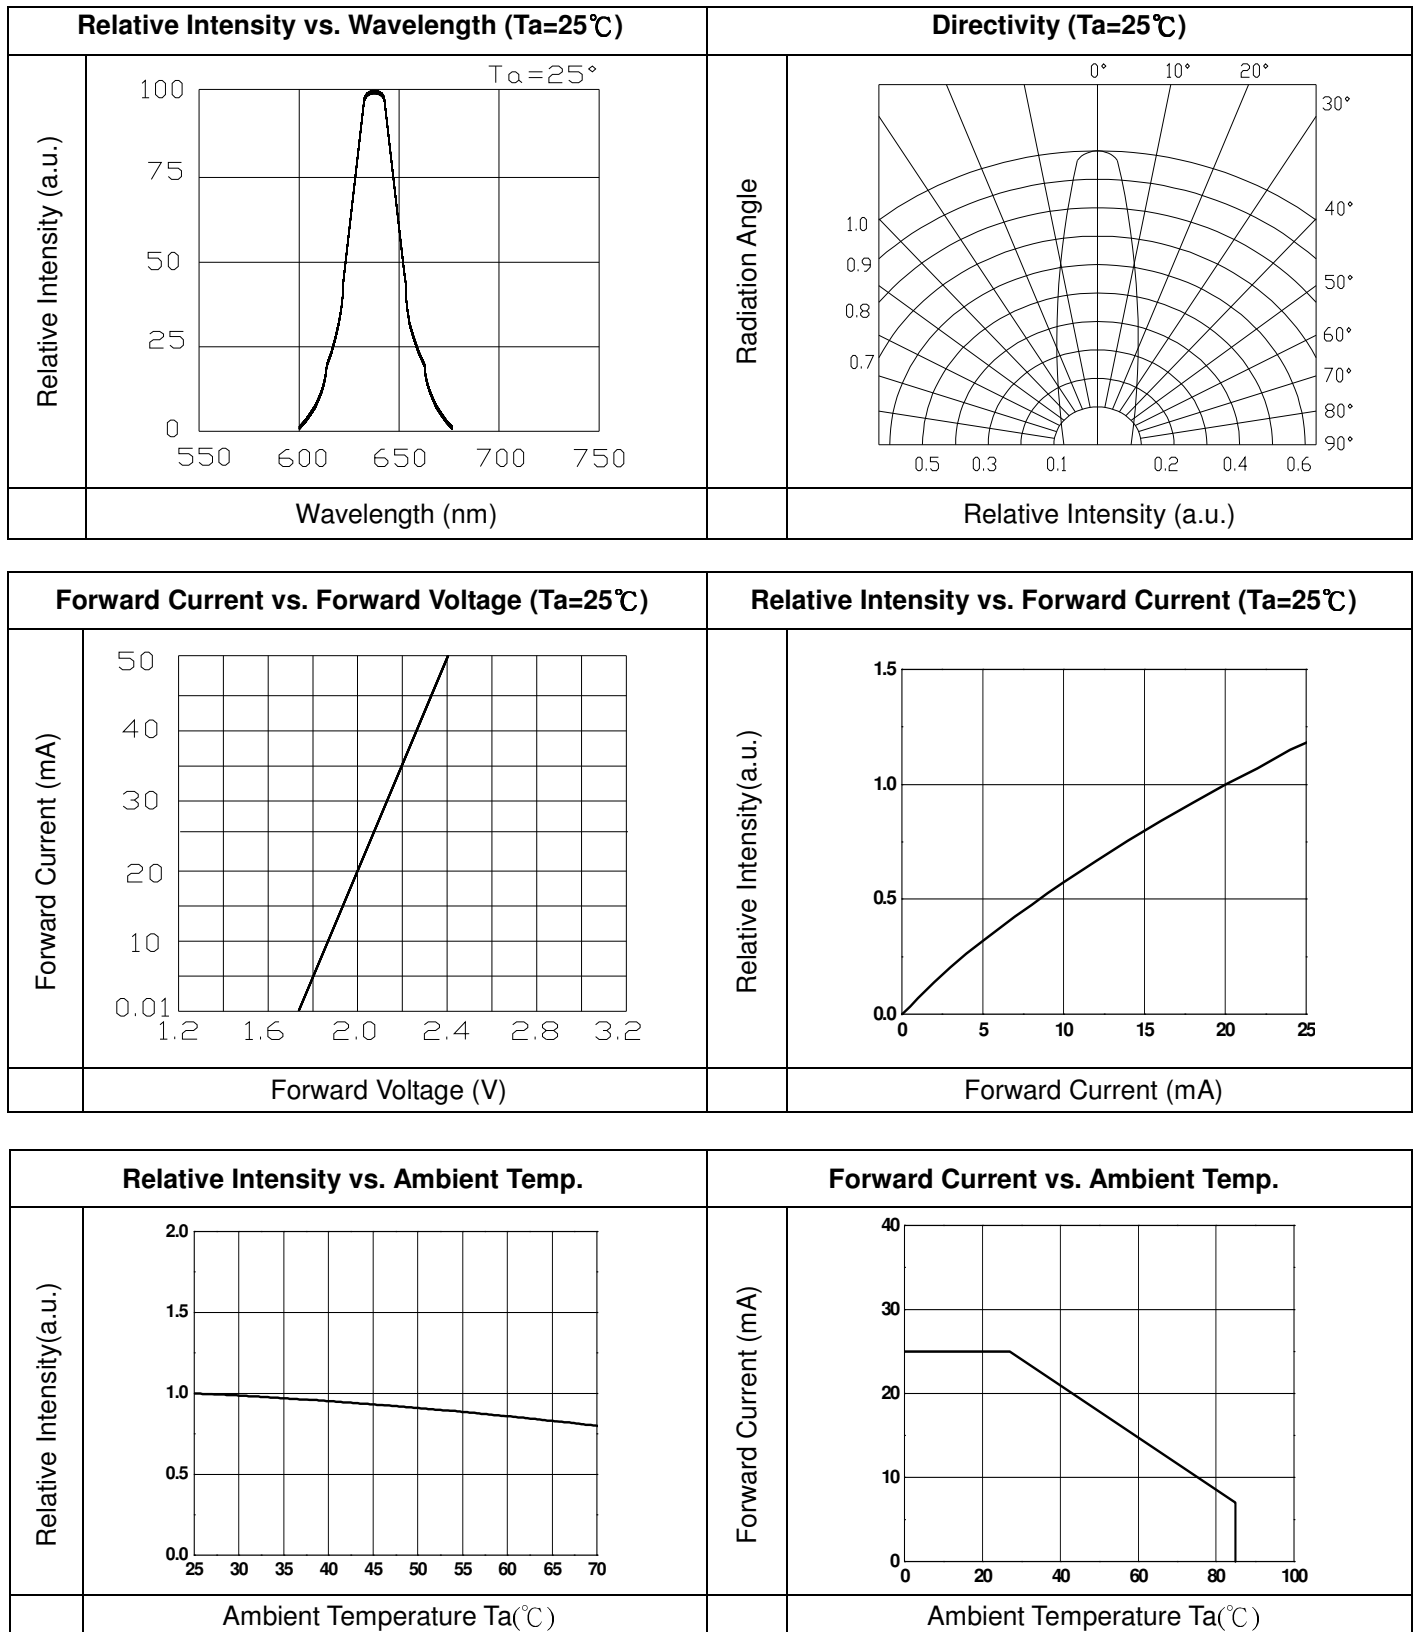 Relative Intensity vs. Wavelength (Ta=25℃)
Directivity (Ta=25℃)
Relative Intensity (a.u.)
Ta=25°
100
75
50
25
0
550 600 650 700 750
Wavelength (nm)
Radiation Angle
0° 10° 20°
30°
40°
50°
60°
70°
80°
90°
1.0
0.9
0.8
0.7
0.5 0.3 0.1 0.2 0.4 0.6
Relative Intensity (a.u.)
Forward Current vs. Forward Voltage (Ta=25℃)
Relative Intensity vs. Forward Current (Ta=25℃)
Forward Current (mA)
50
40
30
20
10
0.01
1.2 1.6 2.0 2.4 2.8 3.2
Forward Voltage (V)
Relative Intensity(a.u.)
1.5
1.0
0.5
0.0
0 5 10 15 20 25
Forward Current (mA)
Relative Intensity vs. Ambient Temp.
Forward Current vs. Ambient Temp.
Relative Intensity(a.u.)
2.0
1.5
1.0
0.5
0.0
25 30 35 40 45 50 55 60 65 70
Ambient Temperature Ta(℃)
Forward Current (mA)
40
30
20
10
0
0 20 40 60 80 100
Ambient Temperature Ta(℃)